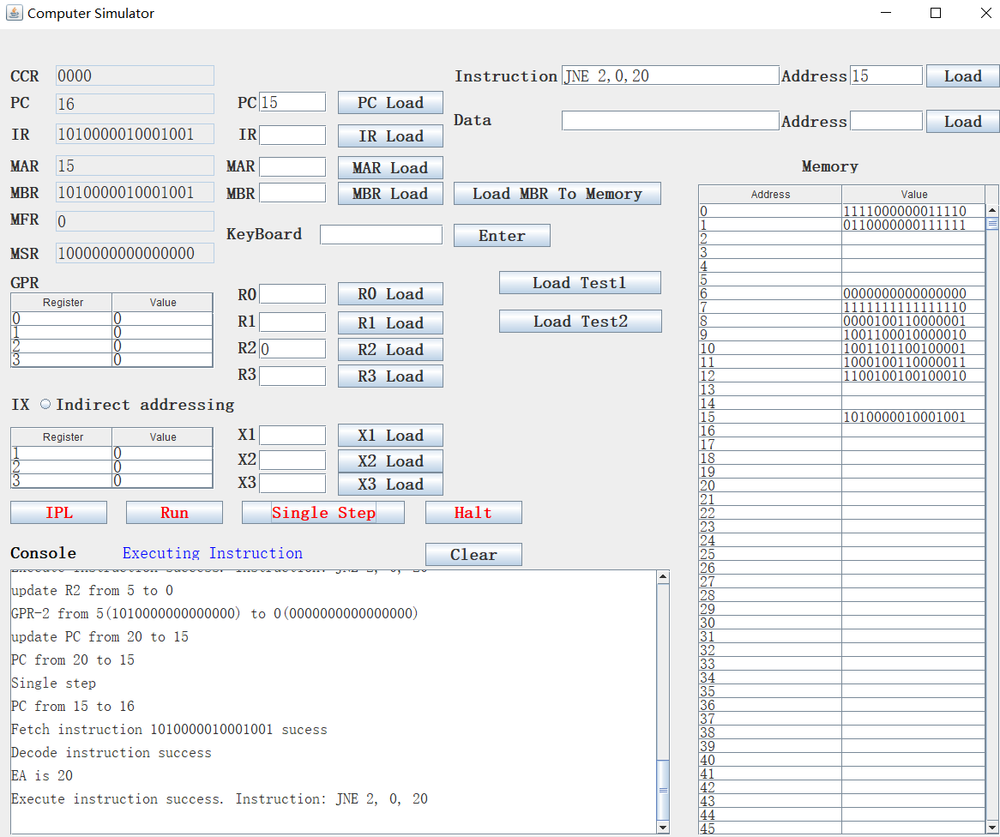 Computer Simulator
CCR 0000 Instruction JNE 2,0,20 Address 15 Load
PC 16 PC 15 PC Load
Data Address Load
IR 1010000010001001 IR IR Load
MAR 15 MAR MAR Load Memory
MBR 1010000010001001 MBR MBR Load Load MBR To Memory
MFR 0
KeyBoard Enter
MSR 1000000000000000
GPR
Register Value
0 0
1 0
2 0
3 0
R0 R0 Load
R1 R1 Load
R2 0 R2 Load
R3 R3 Load
Load Test1
Load Test2
IX Indirect addressing
Register Value
1 0
2 0
3 0
X1 X1 Load
X2 X2 Load
X3 X3 Load
IPL Run Single Step Halt
Console Executing Instruction Clear
Execute instruction success. Instruction: JNE 2, 0, 20
update R2 from 5 to 0
GPR-2 from 5(1010000000000000) to 0(0000000000000000)
update PC from 20 to 15
PC from 20 to 15
Single step
PC from 15 to 16
Fetch instruction 1010000010001001 sucess
Decode instruction success
EA is 20
Execute instruction success. Instruction: JNE 2, 0, 20
Address Value
0 1111000000011110
1 0110000000111111
2
3
4
5
6 0000000000000000
7 1111111111111110
8 0000100110000001
9 1001100010000010
10 1001101100100001
11 1000100110000011
12 1100100100100010
13
14
15 1010000010001001
16
17
18
19
20
21
22
23
24
25
26
27
28
29
30
31
32
33
34
35
36
37
38
39
40
41
42
43
44
45